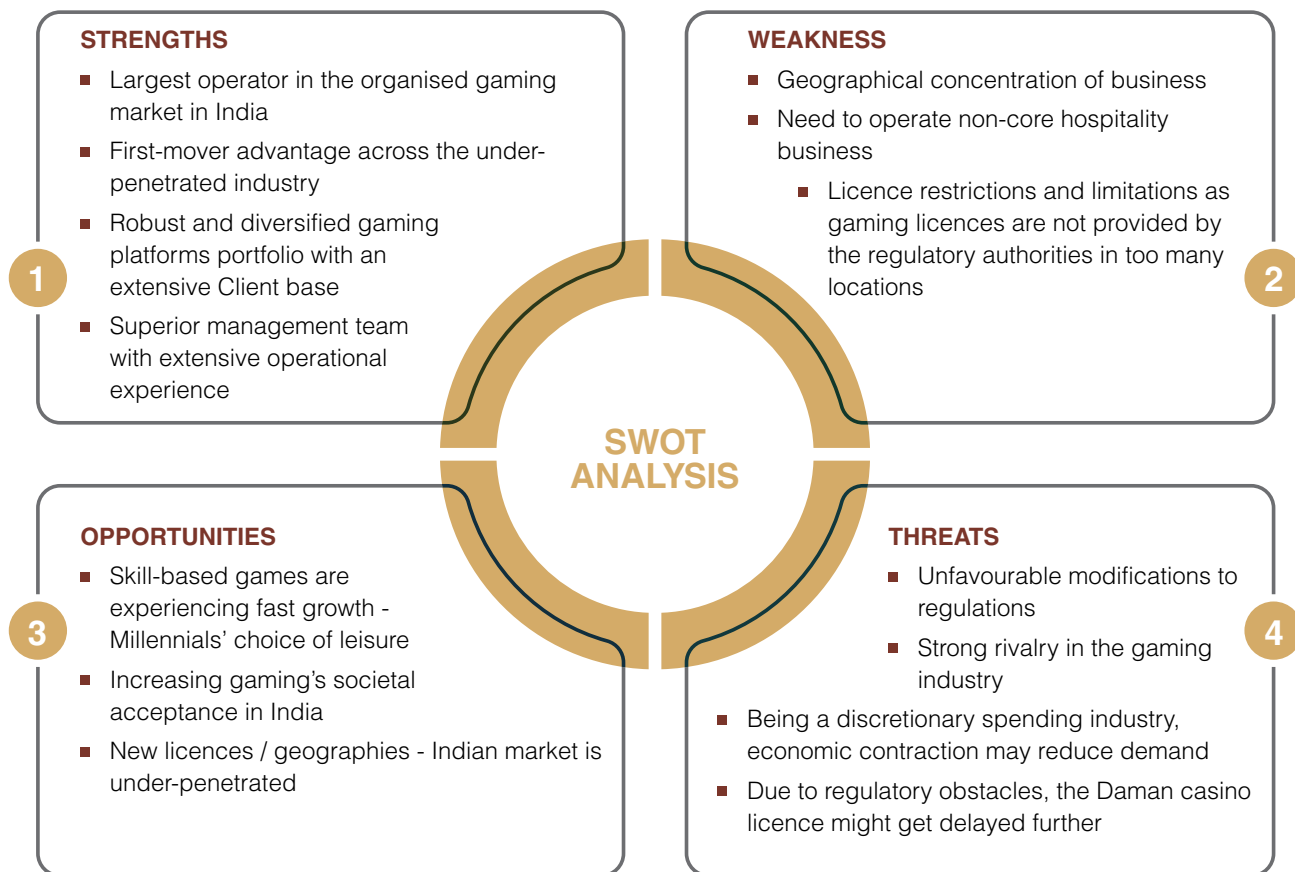 STRENGTHS
■ Largest operator in the organised gaming
market in India
■ First-mover advantage across the under-
penetrated industry
■ Robust and diversified gaming
platforms portfolio with an
extensive Client base
■ Superior management team
with extensive operational
experience
1
WEAKNESS
■ Geographical concentration of business
■ Need to operate non-core hospitality
business
■ Licence restrictions and limitations as
gaming licences are not provided by
the regulatory authorities in too many
locations
2
SWOT
ANALYSIS
OPPORTUNITIES
■ Skill-based games are
experiencing fast growth -
Millennials’ choice of leisure
■ Increasing gaming’s societal
acceptance in India
■ New licences / geographies - Indian market is
under-penetrated
3
THREATS
■ Unfavourable modifications to
regulations
■ Strong rivalry in the gaming
industry
■ Being a discretionary spending industry,
economic contraction may reduce demand
■ Due to regulatory obstacles, the Daman casino
licence might get delayed further
4